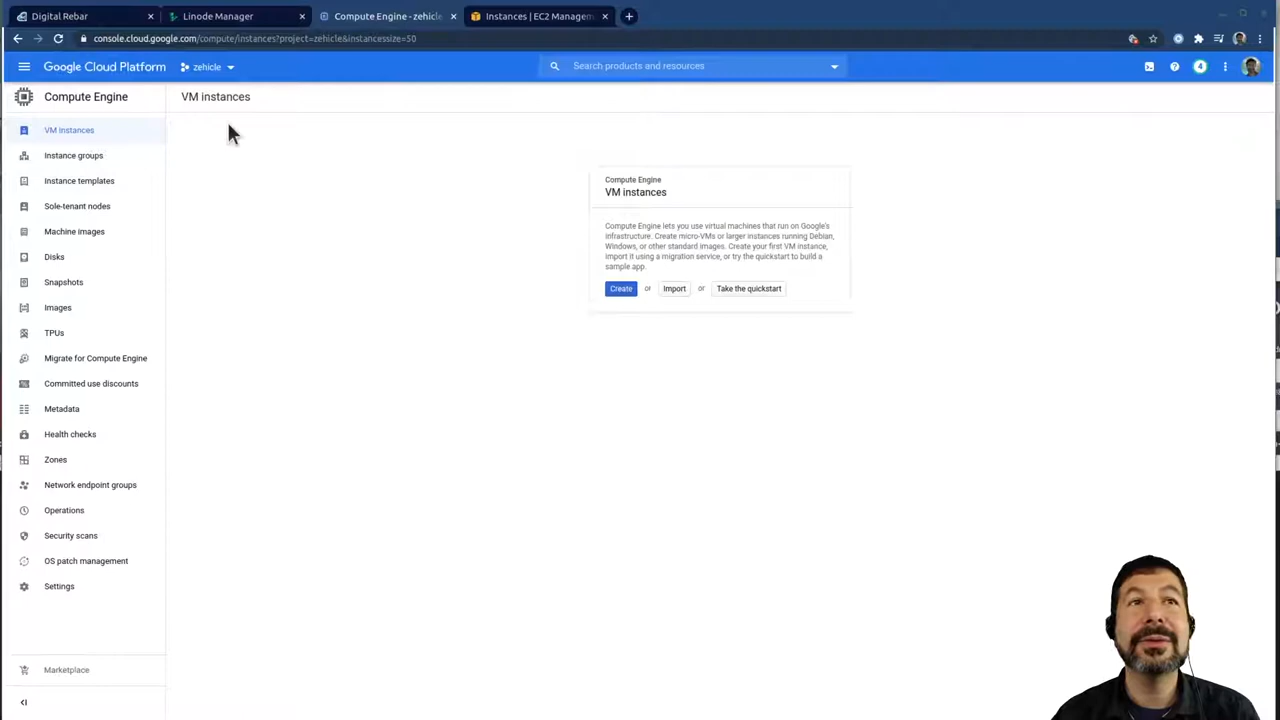 Digital Rebar
Linode Manager
Compute Engine - zehicle
Instances | EC2 Managem
console.cloud.google.com/compute/instances?project=zehicle&instancessize=50
Google Cloud Platform
zehicle
Search products and resources
4
Compute Engine
VM instances
VM instances
Instance groups
Instance templates
Sole-tenant nodes
Machine images
Disks
Snapshots
Images
TPUs
Migrate for Compute Engine
Committed use discounts
Metadata
Health checks
Zones
Network endpoint groups
Operations
Security scans
OS patch management
Settings
Marketplace
Compute Engine
VM instances
Compute Engine lets you use virtual machines that run on Google's
infrastructure. Create micro-VMs or larger instances running Debian,
Windows, or other standard images. Create your first VM instance,
import it using a migration service, or try the quickstart to build a
sample app.
Create or Import or Take the quickstart